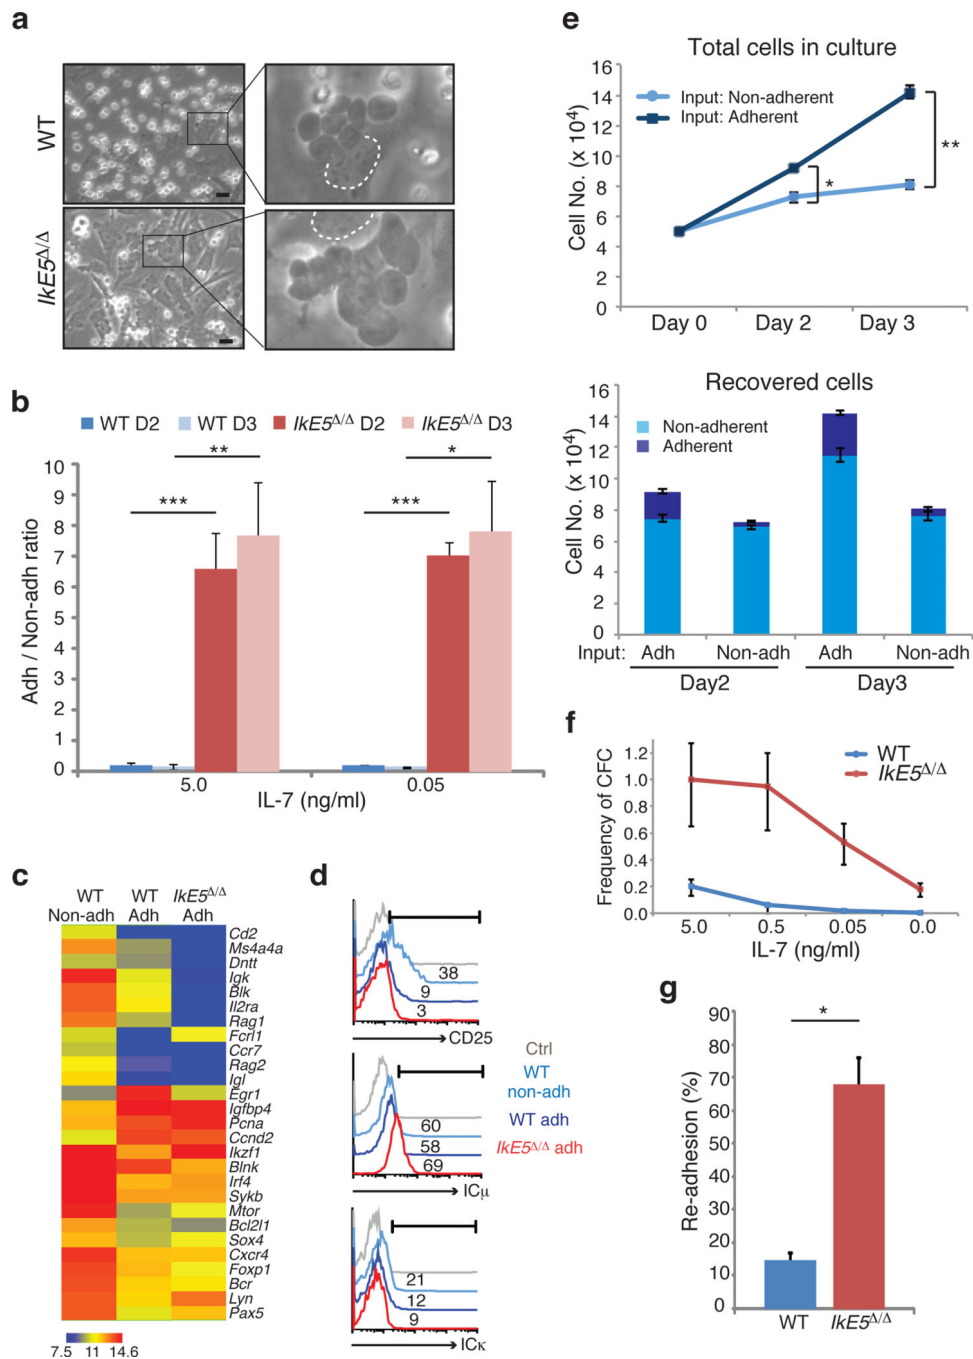 a
WT
IkE5Δ/Δ
b
WT D2 WT D3 IkE5Δ/Δ D2 IkE5Δ/Δ D3
Adh / Non-adh ratio
10
9
8
7
6
5
4
3
2
1
0
*** ** *** *
5.0 0.05
IL-7 (ng/ml)
c
WT Non-adh
WT Adh
IkE5Δ/Δ Adh
Cd2
Ms4a4a
Dntt
Igk
Blk
Il2ra
Rag1
Fcrl1
Ccr7
Rag2
Igl
Egr1
Igfbp4
Pcna
Ccnd2
Ikzf1
Blnk
Irf4
Sykb
Mtor
Bcl2l1
Sox4
Cxcr4
Foxp1
Bcr
Lyn
Pax5
7.5 11 14.6
d
38
9
3
CD25
60
58
69
ICμ
21
12
9
ICκ
Ctrl
WT non-adh
WT adh
IkE5Δ/Δ adh
e
Total cells in culture
Input: Non-adherent
Input: Adherent
Cell No. (x 10⁴)
16
14
12
10
8
6
4
2
0
*
**
Day 0 Day 2 Day 3
Recovered cells
Non-adherent
Adherent
Cell No. (x 10⁴)
16
14
12
10
8
6
4
2
0
Input: Adh Non-adh Adh Non-adh
Day2 Day3
f
WT
IkE5Δ/Δ
Frequency of CFC
1.2
1.0
0.8
0.6
0.4
0.2
0.0
5.0 0.5 0.05 0.0
IL-7 (ng/ml)
g
Re-adhesion (%)
90
80
70
60
50
40
30
20
10
0
*
WT IkE5Δ/Δ